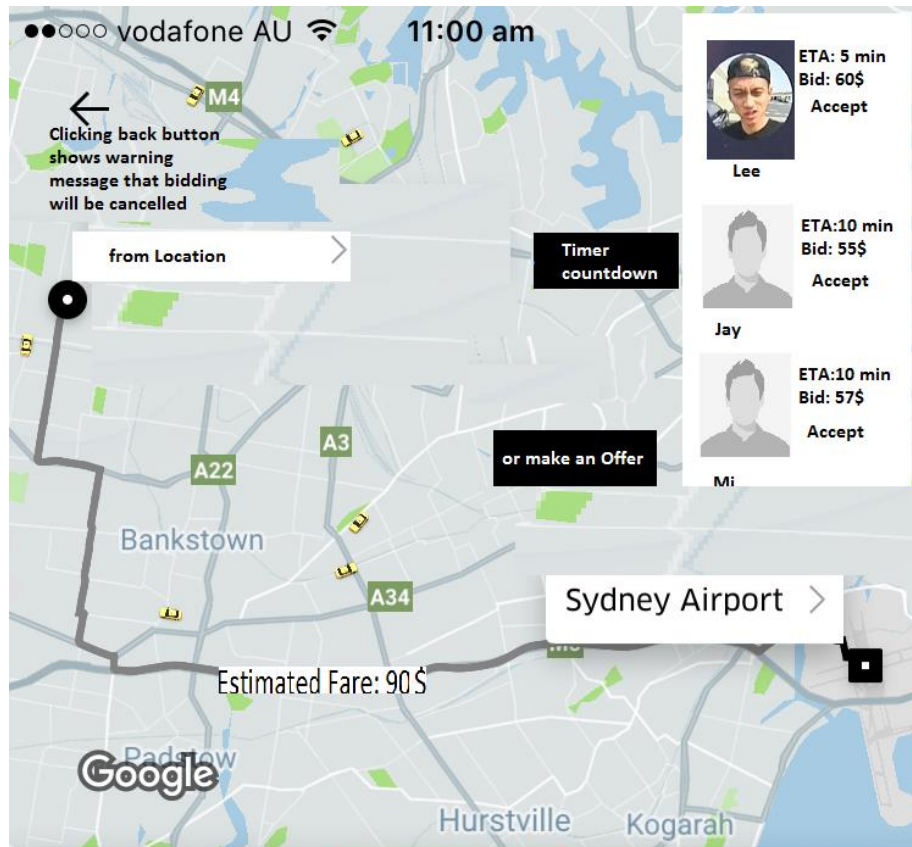 vodafone AU
11:00 am
M4
Clicking back button
shows warning
message that bidding
will be cancelled
from Location
Timer
countdown
ETA: 5 min
Bid: 60$
Accept
Lee
ETA:10 min
Bid: 55$
Accept
Jay
ETA:10 min
Bid: 57$
Accept
Mi
or make an Offer
A3
A22
Bankstown
A34
Sydney Airport
Estimated Fare: 90$
Padstow
Google
Hurstville
Kogarah